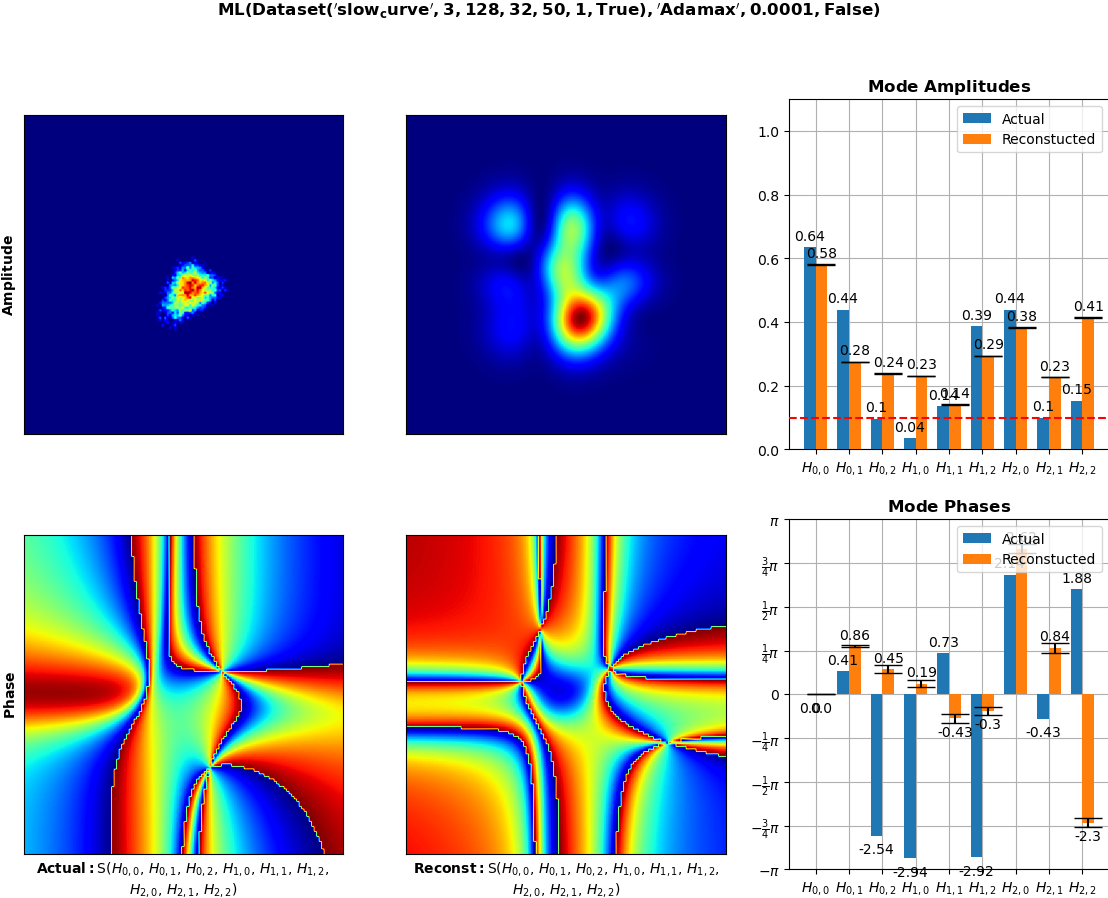 ML(Dataset('slow_curve', 3, 128, 32, 50, 1, True), 'Adamax', 0.0001, False)
Amplitude
Mode Amplitudes
Actual
Reconstucted
1.0
0.8
0.6
0.4
0.2
0.0
0.64
0.58
0.44
0.28
0.1
0.24
0.04
0.23
0.14
0.14
0.39
0.29
0.44
0.38
0.1
0.23
0.15
0.41
H0,0 H0,1 H0,2 H1,0 H1,1 H1,2 H2,0 H2,1 H2,2
Phase
Mode Phases
Actual
Reconstucted
π
3/4π
1/2π
1/4π
0
−1/4π
−1/2π
−3/4π
−π
0.0
0.0
0.41
0.86
-2.54
0.45
-2.94
0.19
0.73
-0.43
-2.92
-0.3
-0.43
0.84
1.88
-2.3
H0,0 H0,1 H0,2 H1,0 H1,1 H1,2 H2,0 H2,1 H2,2
Actual: S(H0,0, H0,1, H0,2, H1,0, H1,1, H1,2,
H2,0, H2,1, H2,2)
Reconst: S(H0,0, H0,1, H0,2, H1,0, H1,1, H1,2,
H2,0, H2,1, H2,2)